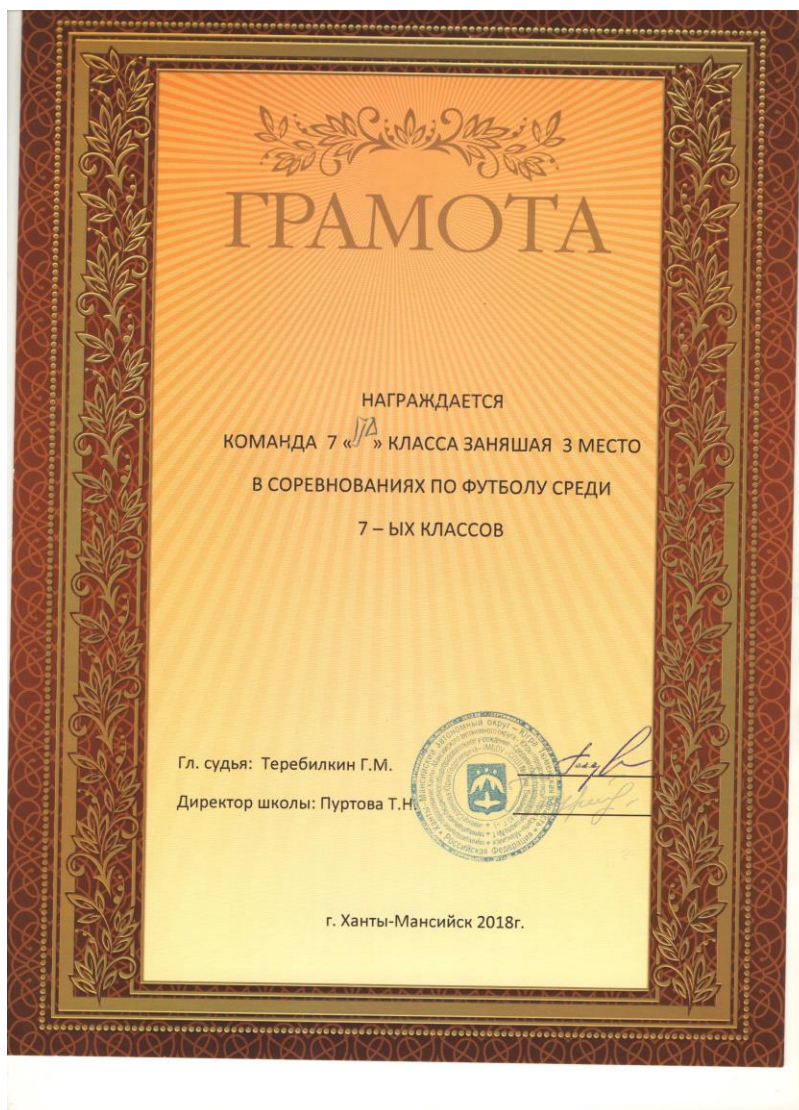 ГРАМОТА
НАГРАЖДАЕТСЯ
КОМАНДА 7 « » КЛАССА ЗАНЯШАЯ 3 МЕСТО
В СОРЕВНОВАНИЯХ ПО ФУТБОЛУ СРЕДИ
7 – ЫХ КЛАССОВ
Гл. судья: Теребилкин Г.М.
Директор школы: Пуртова Т.Н.
г. Ханты-Мансийск 2018г.